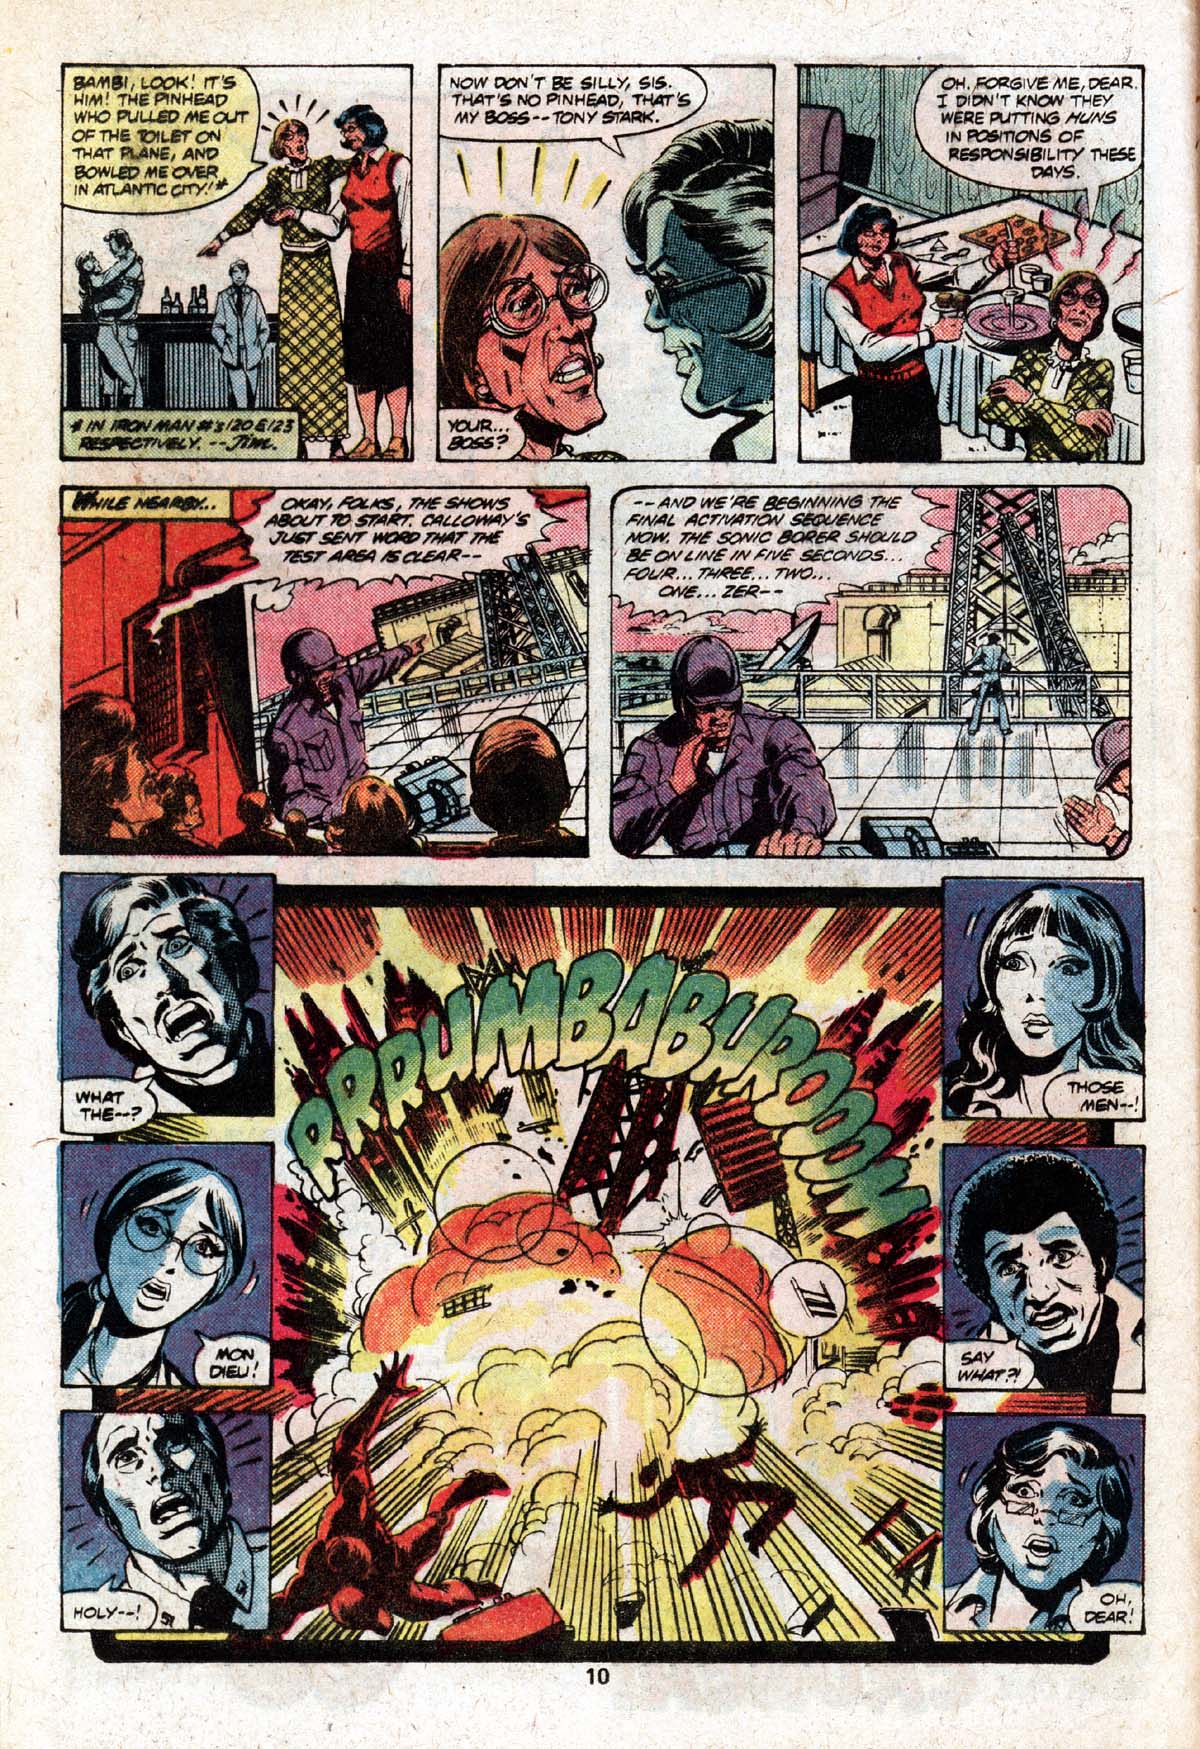 BAMBI, LOOK! IT'S
HIM! THE PINHEAD
WHO PULLED ME OUT
OF THE TOILET ON
THAT PLANE, AND
BOWLED ME OVER
IN ATLANTIC CITY!*
* IN IRON MAN #'S 120 & 123
RESPECTIVELY. --JIM.
NOW DON'T BE SILLY, SIS.
THAT'S NO PINHEAD, THAT'S
MY BOSS--TONY STARK.
YOUR...
BOSS?
OH, FORGIVE ME, DEAR.
I DIDN'T KNOW THEY
WERE PUTTING HUNS
IN POSITIONS OF
RESPONSIBILITY THESE
DAYS.
WHILE NEARBY...
OKAY, FOLKS, THE SHOWS
ABOUT TO START. CALLOWAY'S
JUST SENT WORD THAT THE
TEST AREA IS CLEAR--
--AND WE'RE BEGINNING THE
FINAL ACTIVATION SEQUENCE
NOW. THE SONIC BORER SHOULD
BE ON LINE IN FIVE SECONDS...
FOUR... THREE... TWO...
ONE... ZER--
WHAT
THE--?
MON
DIEU!
HOLY--!
PRRRUMBABUROOOM
THOSE
MEN--!
SAY
WHAT?!
OH,
DEAR!
10